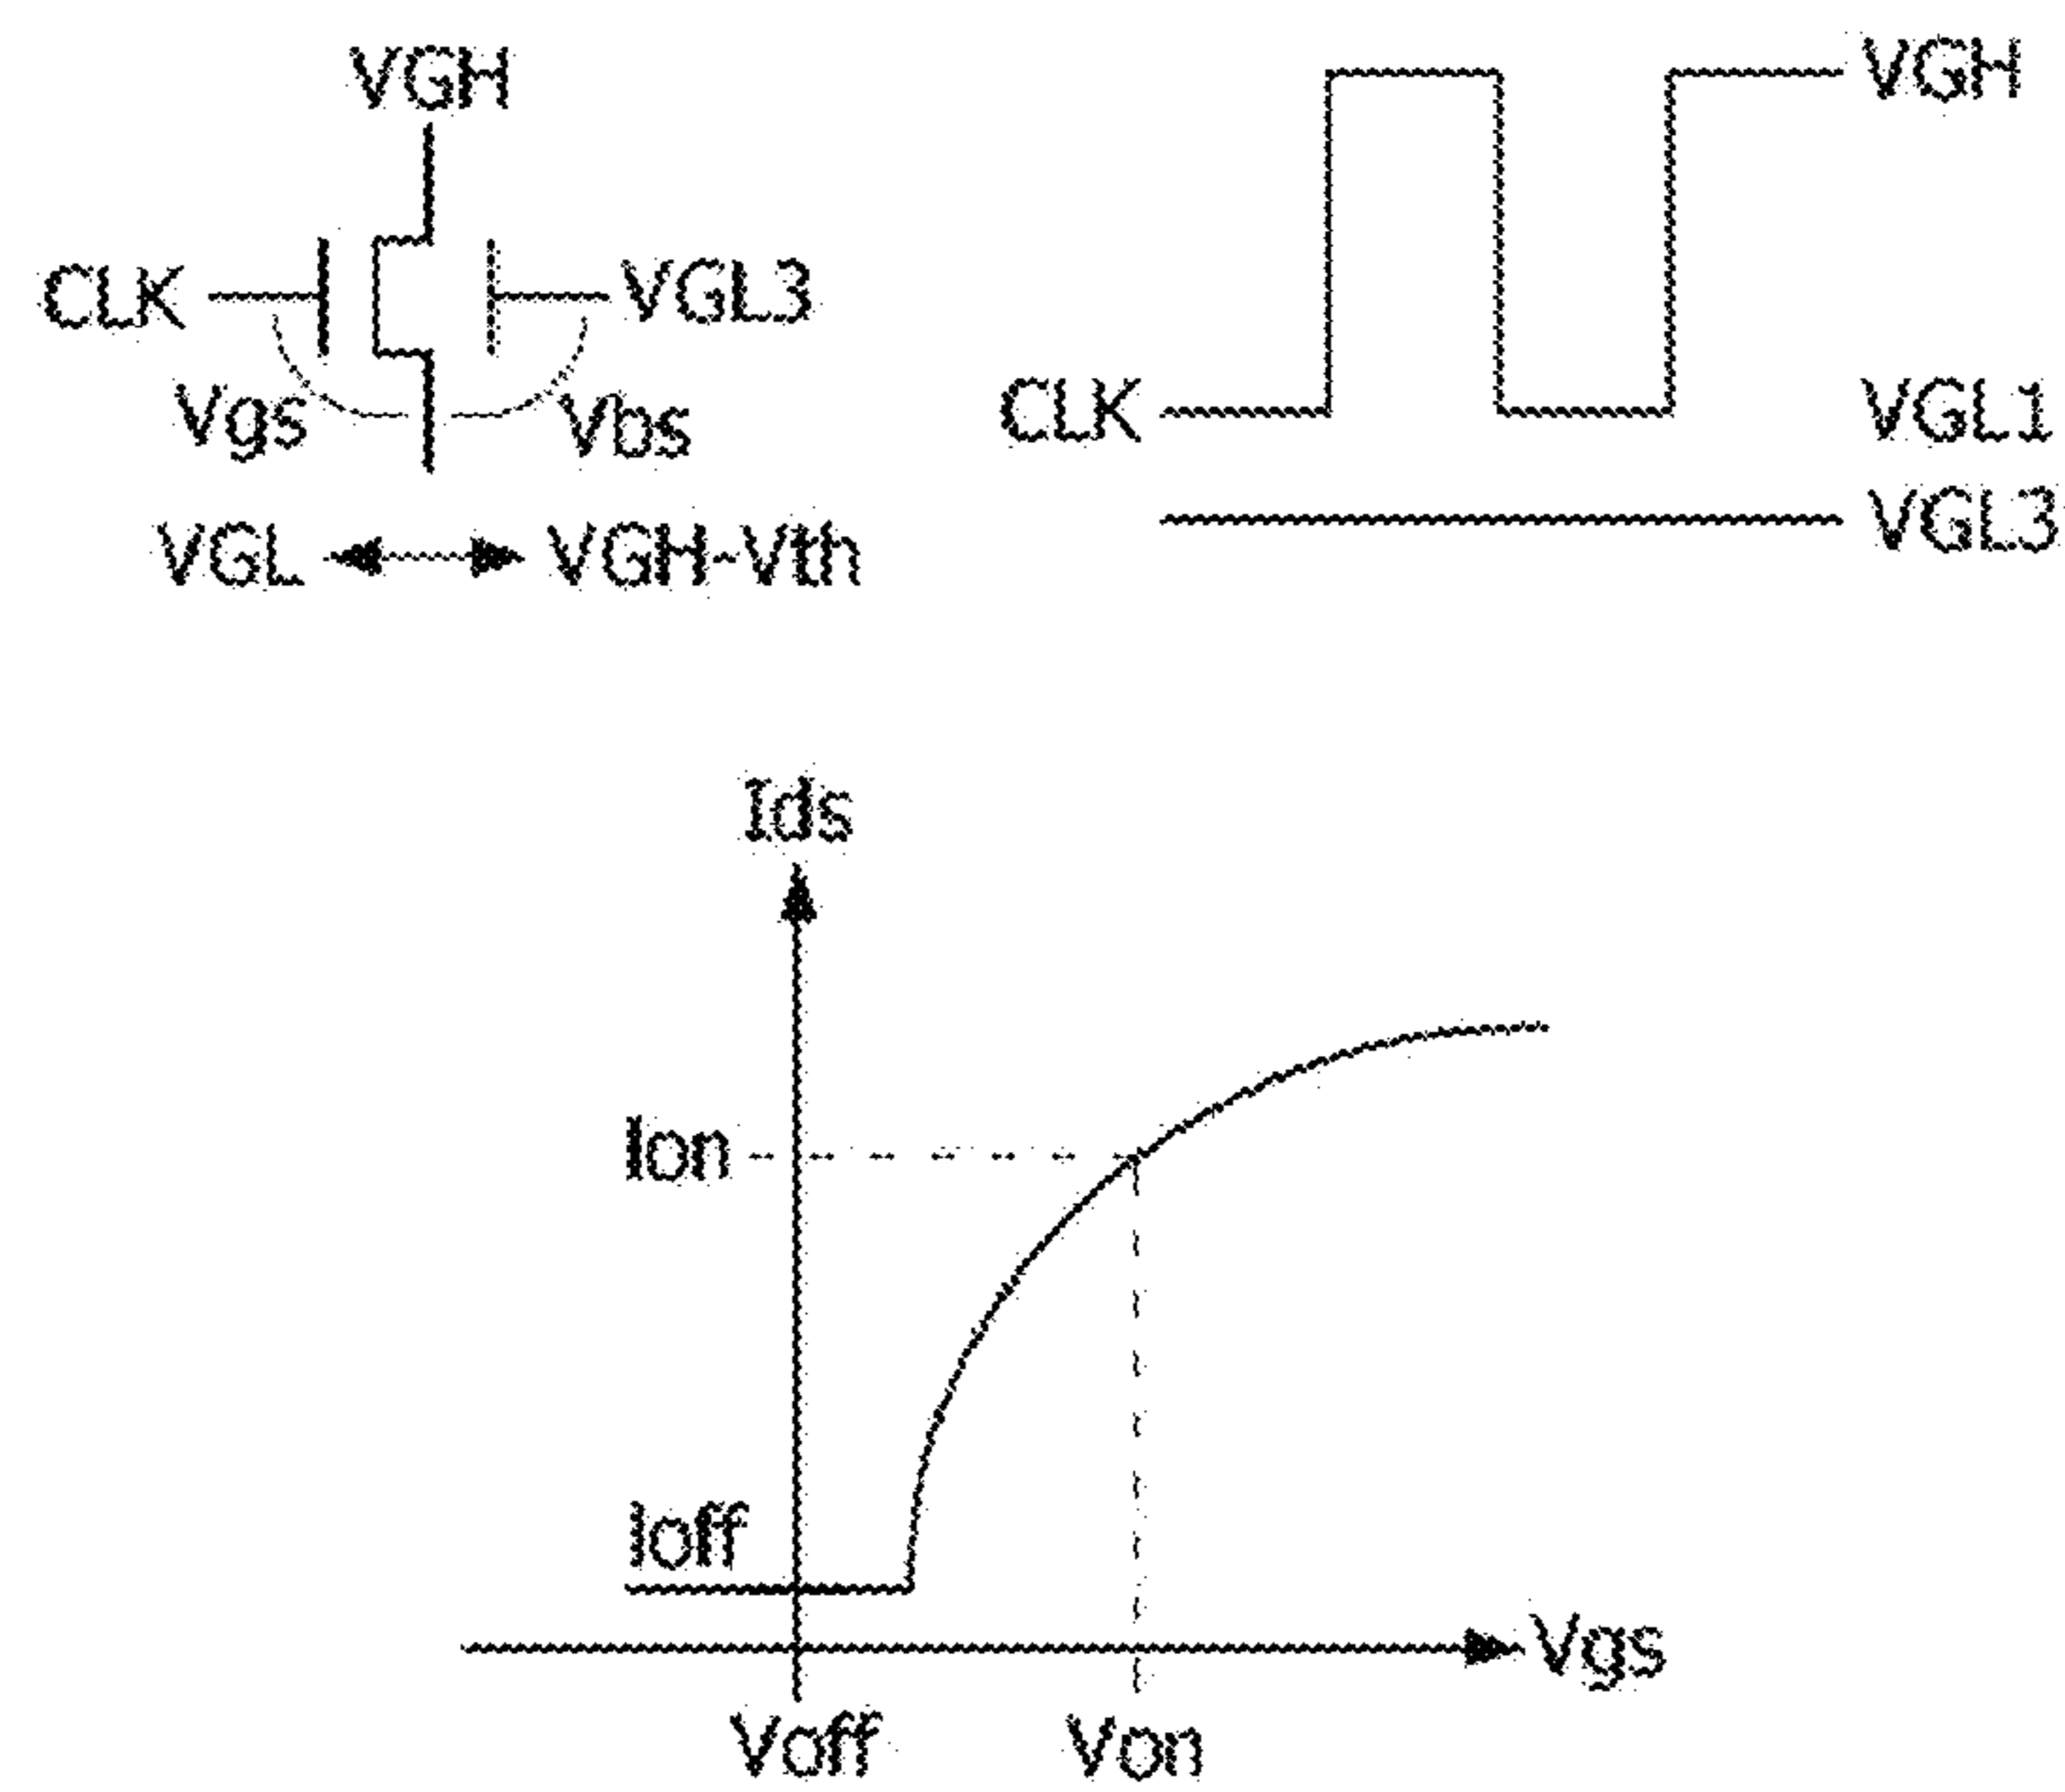 VGH
CLK
VGL3
Vgs
Vbs
VGL
VGH-Vth
VGH
CLK
VGL1
VGL3
Ids
Ion
Ioff
Vgs
Voff
Von